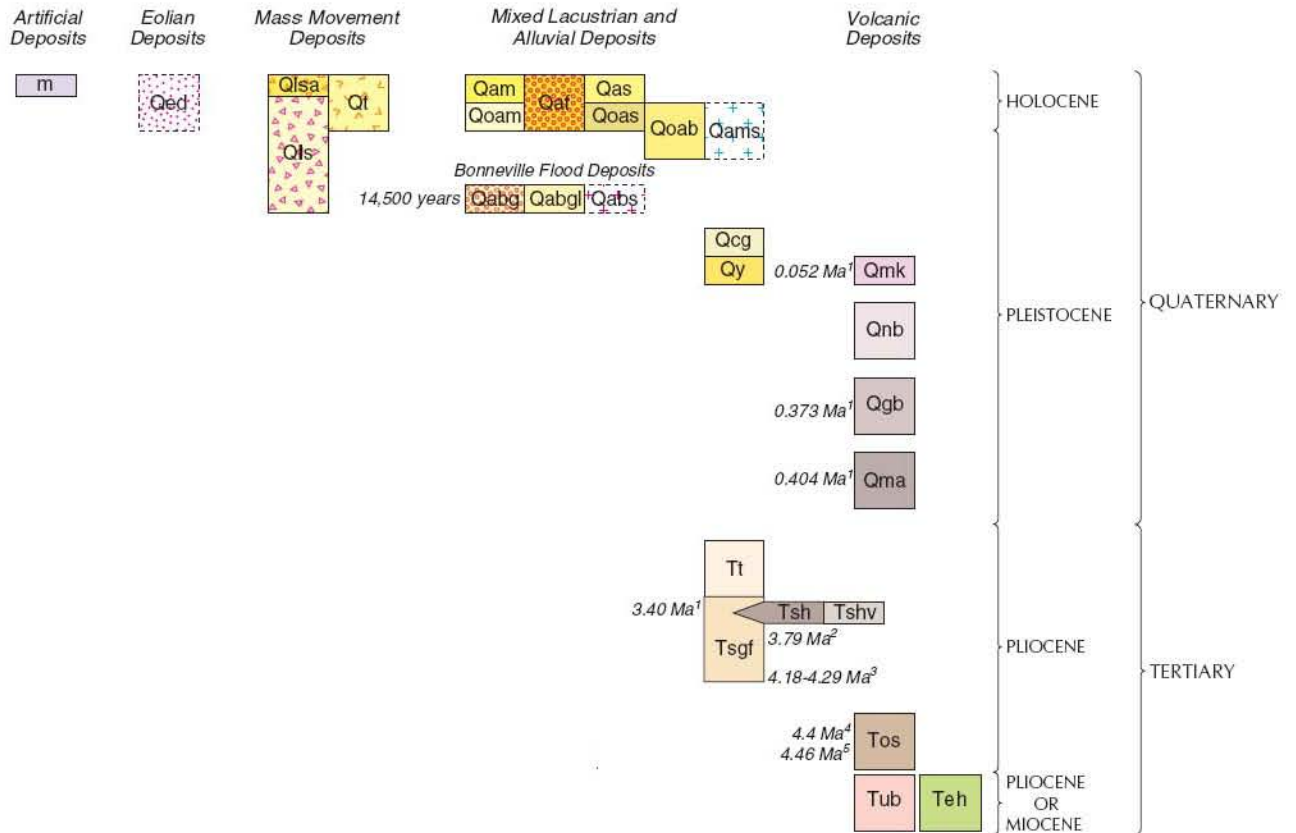 Artificial
Deposits
Eolian
Deposits
Mass Movement
Deposits
Mixed Lacustrian and
Alluvial Deposits
Volcanic
Deposits
m
Qed
Qlsa
Qt
Qls
Qam
Qaf
Qas
Qoam
Qoas
Qoab
Qams
HOLOCENE
Bonneville Flood Deposits
14,500 years
Qabg
Qabgl
Qabs
Qcg
Qy
0.052 Ma¹
Qmk
Qnb
PLEISTOCENE
QUATERNARY
0.373 Ma¹
Qgb
0.404 Ma¹
Qma
Tt
3.40 Ma¹
Tsh
Tshv
3.79 Ma²
Tsgf
4.18-4.29 Ma³
PLIOCENE
TERTIARY
4.4 Ma⁴
4.46 Ma⁵
Tos
Tub
Teh
PLIOCENE
OR
MIOCENE